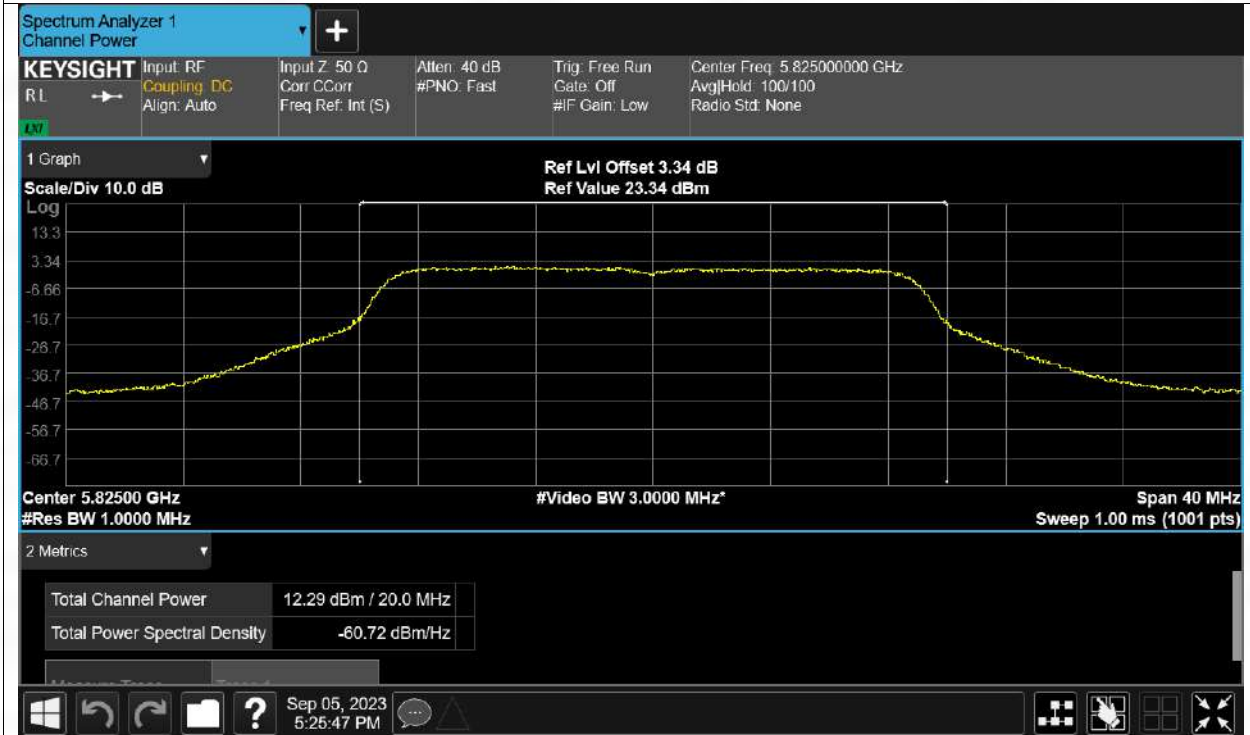 Spectrum Analyzer 1
Channel Power
+
KEYSIGHT
RL
LXI
Input: RF
Coupling: DC
Align: Auto
Input Z: 50 Ω
Corr CCorr
Freq Ref: Int (S)
Atten: 40 dB
#PNO: Fast
Trig: Free Run
Gate: Off
#IF Gain: Low
Center Freq: 5.825000000 GHz
Avg|Hold: 100/100
Radio Std: None
1 Graph
Scale/Div 10.0 dB
Ref Lvl Offset 3.34 dB
Ref Value 23.34 dBm
Log
13.3
3.34
-6.66
-16.7
-26.7
-36.7
-46.7
-56.7
-66.7
Center 5.82500 GHz
#Res BW 1.0000 MHz
#Video BW 3.0000 MHz*
Span 40 MHz
Sweep 1.00 ms (1001 pts)
2 Metrics
Total Channel Power 12.29 dBm / 20.0 MHz
Total Power Spectral Density -60.72 dBm/Hz
?
Sep 05, 2023
5:25:47 PM